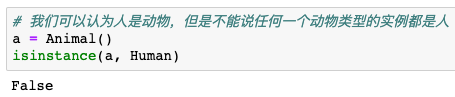 # 我们可以认为人是动物, 但是不能说任何一个动物类型的实例都是人
a = Animal()
isinstance(a, Human)
False